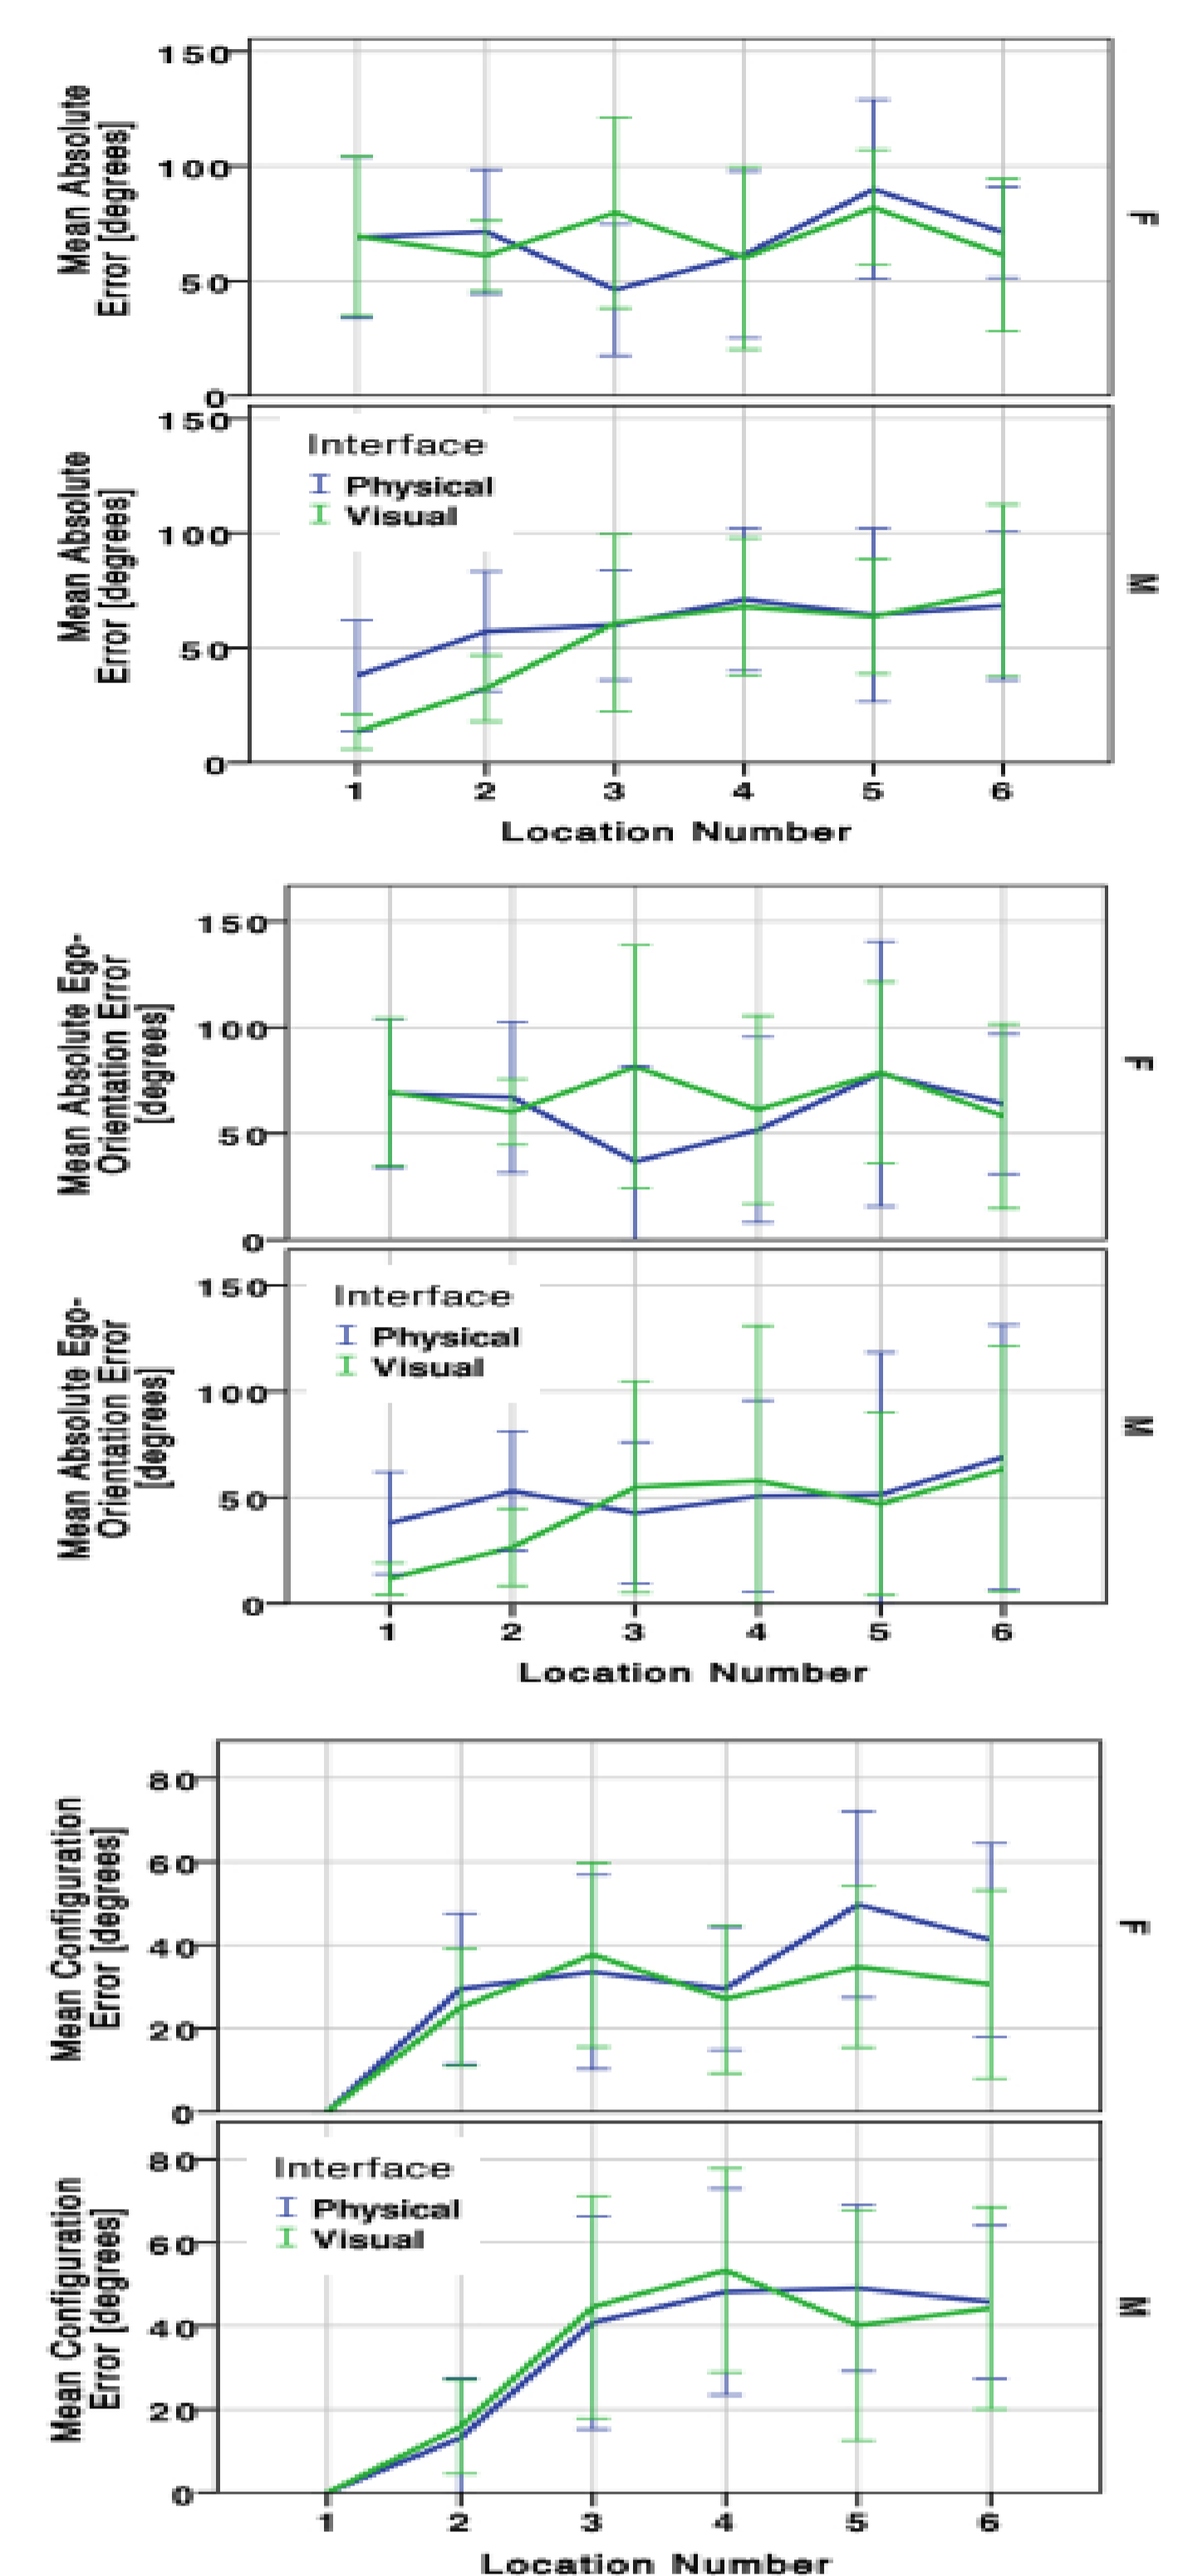 150
100
50
0
Mean Absolute
Error [degrees]
F
150
100
50
0
Mean Absolute
Error [degrees]
Interface
Physical
Visual
M
1 2 3 4 5 6
Location Number
150
100
50
0
Mean Absolute Ego-
Orientation Error
[degrees]
F
150
100
50
0
Mean Absolute Ego-
Orientation Error
[degrees]
Interface
Physical
Visual
M
1 2 3 4 5 6
Location Number
80
60
40
20
0
Mean Configuration
Error [degrees]
F
80
60
40
20
0
Mean Configuration
Error [degrees]
Interface
Physical
Visual
M
1 2 3 4 5 6
Location Number